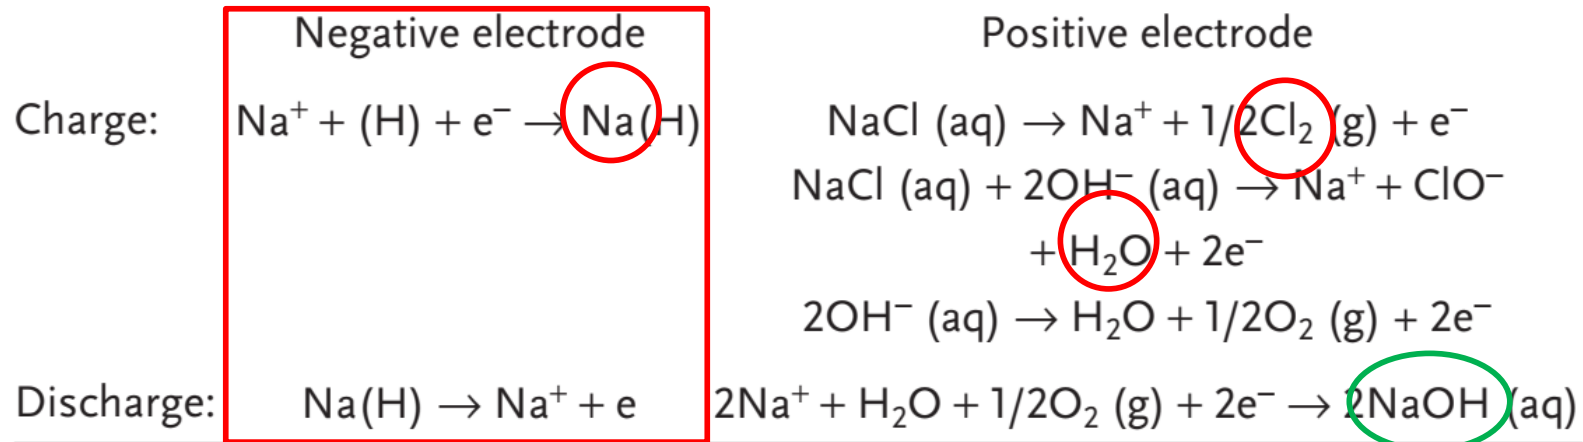 Negative electrode Positive electrode
Charge: Na⁺ + (H) + e⁻ → Na(H) NaCl (aq) → Na⁺ + 1/2Cl₂ (g) + e⁻
NaCl (aq) + 2OH⁻ (aq) → Na⁺ + ClO⁻
+ H₂O + 2e⁻
2OH⁻ (aq) → H₂O + 1/2O₂ (g) + 2e⁻
Discharge: Na(H) → Na⁺ + e 2Na⁺ + H₂O + 1/2O₂ (g) + 2e⁻ → 2NaOH (aq)